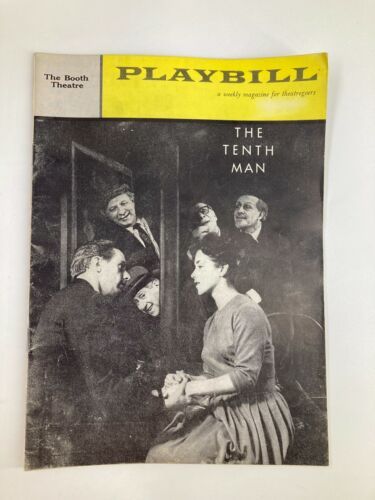 The Booth
Theatre
PLAYBILL
a weekly magazine for theatregoers
THE
TENTH
MAN